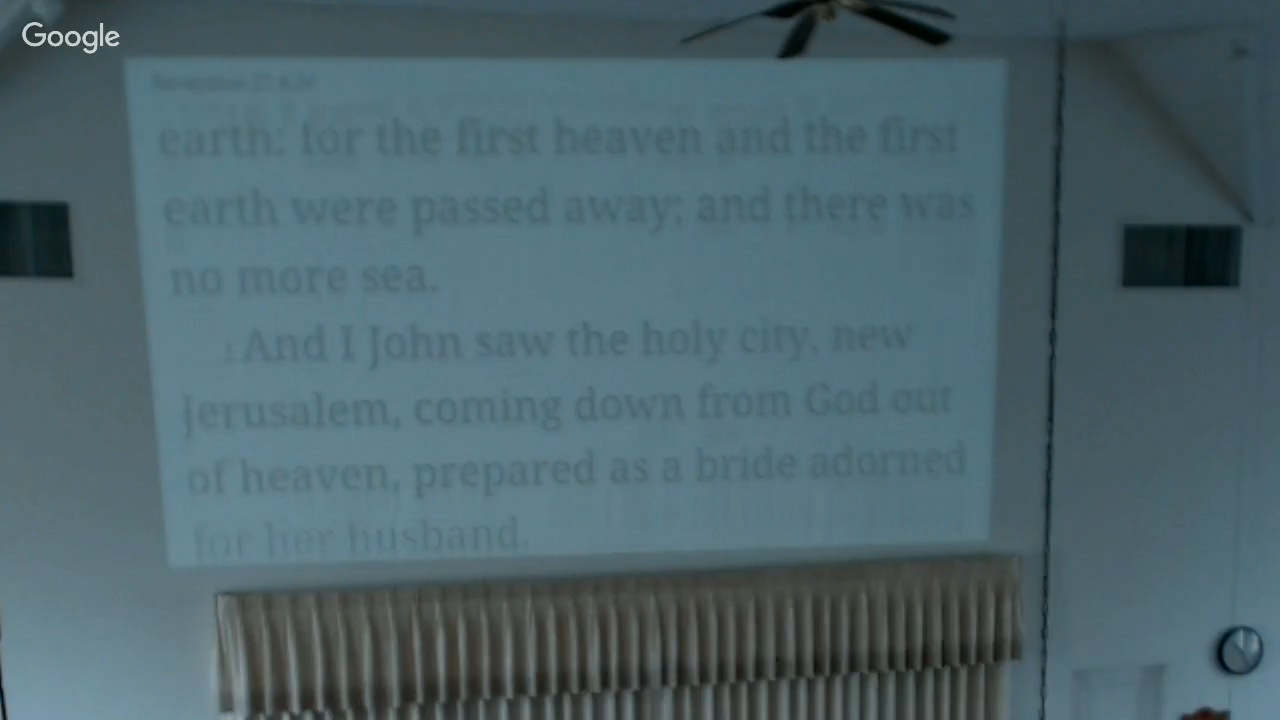 Google
earth: for the first heaven and the first
earth were passed away; and there was
no more sea.
And I John saw the holy city, new
Jerusalem, coming down from God out
of heaven, prepared as a bride adorned
for her husband.